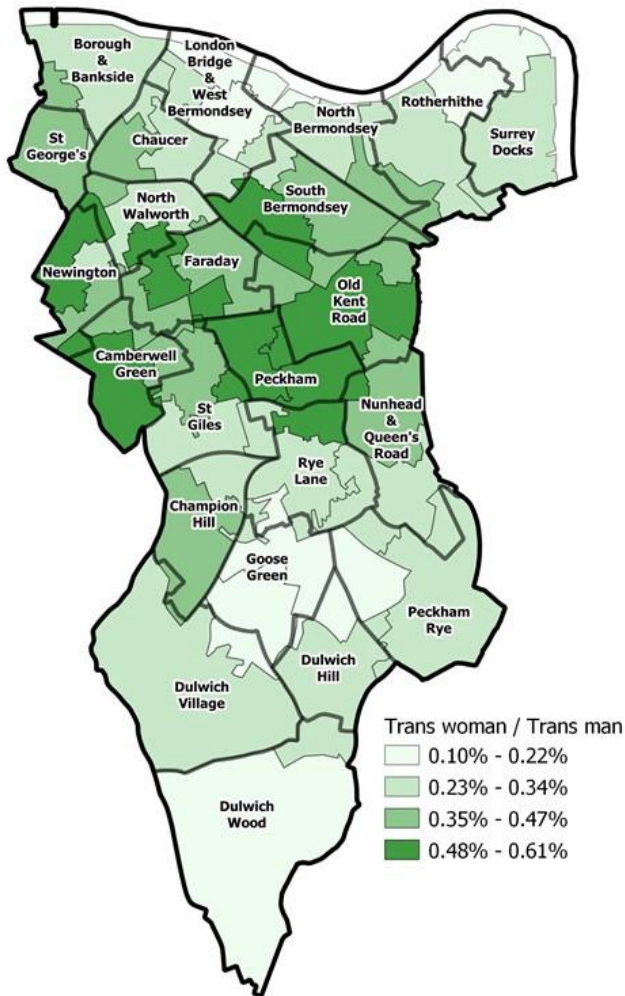 Borough
&
Bankside
London
Bridge
&
West
Bermondsey
Rotherhithe
North
Bermondsey
Surrey
Docks
St
George's
Chaucer
South
Bermondsey
North
Walworth
Newington
Faraday
Old
Kent
Road
Camberwell
Green
Peckham
St
Giles
Nunhead
&
Queen's
Road
Rye
Lane
Champion
Hill
Goose
Green
Peckham
Rye
Dulwich
Hill
Dulwich
Village
Dulwich
Wood
Trans woman / Trans man
0.10% - 0.22%
0.23% - 0.34%
0.35% - 0.47%
0.48% - 0.61%